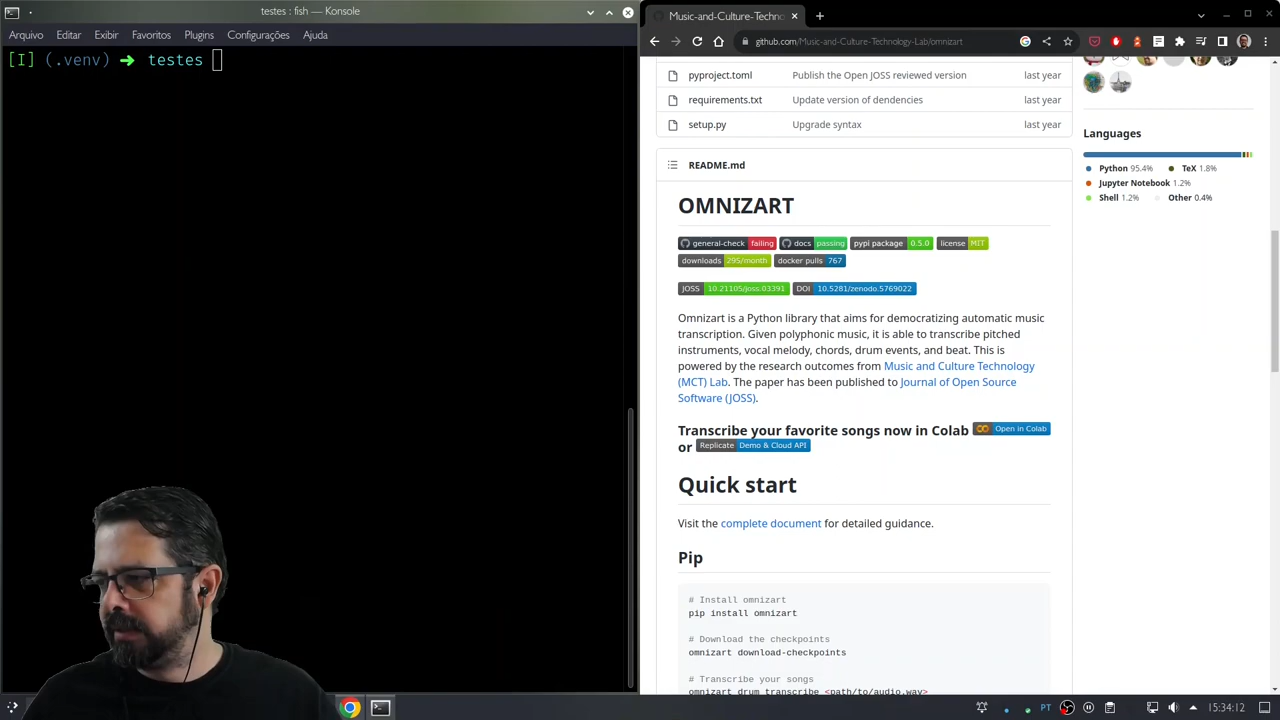 testes : fish — Konsole
Arquivo Editar Exibir Favoritos Plugins Configurações Ajuda
[I] (.venv) ➜ testes
Music-and-Culture-Techno
github.com/Music-and-Culture-Technology-Lab/omnizart
pyproject.toml Publish the Open JOSS reviewed version last year
requirements.txt Update version of dendencies last year
setup.py Upgrade syntax last year
README.md
OMNIZART
general-check failing docs passing pypi package 0.5.0 license MIT
downloads 295/month docker pulls 767
JOSS 10.21105/joss.03391 DOI 10.5281/zenodo.5769022
Omnizart is a Python library that aims for democratizing automatic music
transcription. Given polyphonic music, it is able to transcribe pitched
instruments, vocal melody, chords, drum events, and beat. This is
powered by the research outcomes from Music and Culture Technology
(MCT) Lab. The paper has been published to Journal of Open Source
Software (JOSS).
Transcribe your favorite songs now in Colab Open in Colab
or Replicate Demo & Cloud API
Quick start
Visit the complete document for detailed guidance.
Pip
# Install omnizart
pip install omnizart
# Download the checkpoints
omnizart download-checkpoints
# Transcribe your songs
omnizart drum transcribe <path/to/audio.wav>
Languages
Python 95.4% TeX 1.8%
Jupyter Notebook 1.2%
Shell 1.2% Other 0.4%
PT 15:34:12